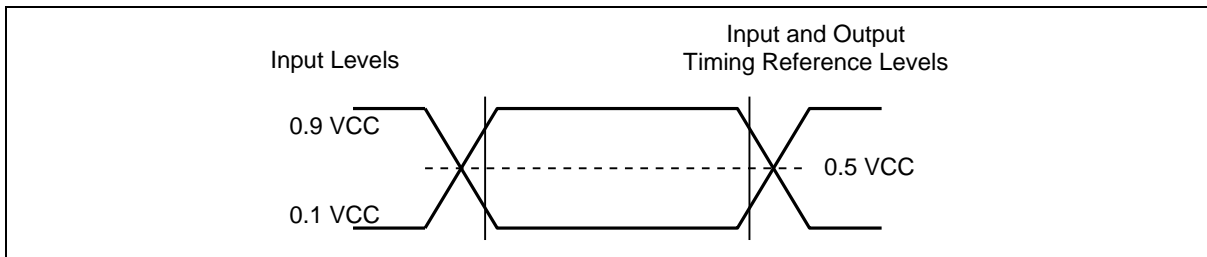 Input and Output
Timing Reference Levels
Input Levels
0.9 VCC
0.5 VCC
0.1 VCC